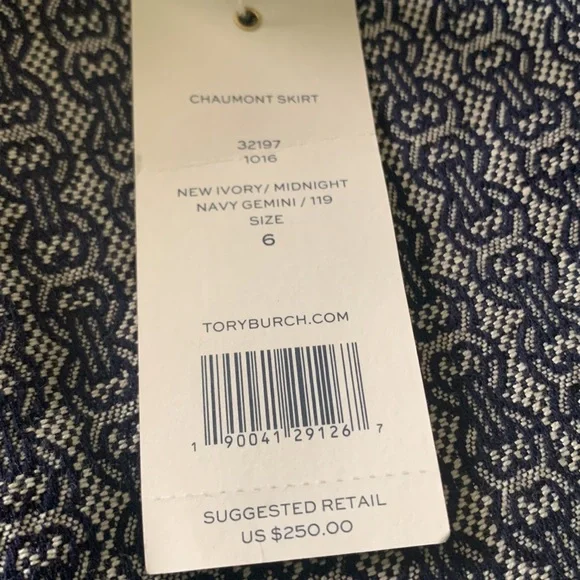 CHAUMONT SKIRT
32197
1016
NEW IVORY/ MIDNIGHT
NAVY GEMINI / 119
SIZE
6
TORYBURCH.COM
1 90041 29126 7
SUGGESTED RETAIL
US $250.00